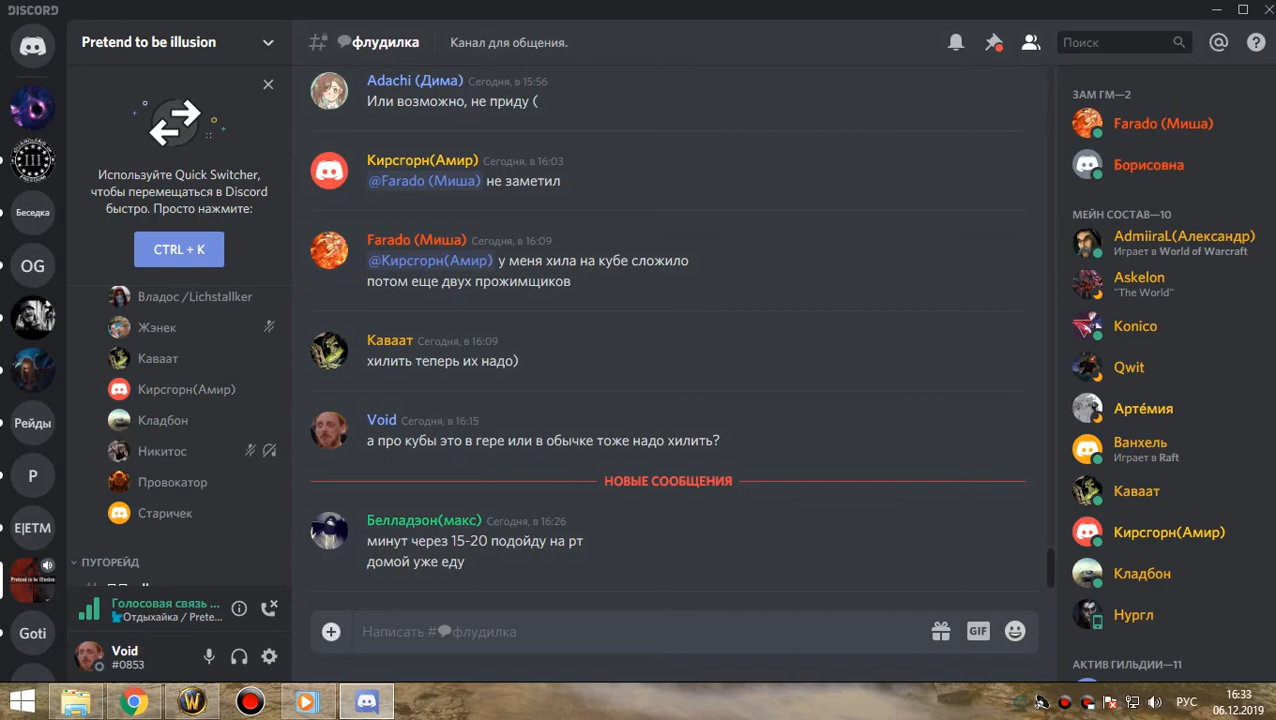 DISCORD
Pretend to be illusion
Используйте Quick Switcher,
чтобы перемещаться в Discord
быстро. Просто нажмите:
CTRL + K
Владос /Lichstallker
Жэнек
Каваат
Кирсгорн(Амир)
Кладбон
Никитос
Провокатор
Старичек
ПУГОРЕЙД
Голосовая связь ...
Отдыхайка / Prete...
Void
#0853
III
Беседка
OG
Рейды
P
E|ETM
Pretend to be Illusion
Goti
флудилка
Канал для общения.
Поиск
Adachi (Дима) Сегодня, в 15:56
Или возможно, не приду (
Кирсгорн(Амир) Сегодня, в 16:03
@Farado (Миша) не заметил
Farado (Миша) Сегодня, в 16:09
@Кирсгорн(Амир) у меня хила на кубе сложило
потом еще двух прожимщиков
Каваат Сегодня, в 16:09
хилить теперь их надо)
Void Сегодня, в 16:15
а про кубы это в гере или в обычке тоже надо хилить?
НОВЫЕ СООБЩЕНИЯ
Белладэон(макс) Сегодня, в 16:26
минут через 15-20 подойду на рт
домой уже еду
Написать #флудилка
GIF
ЗАМ ГМ—2
Farado (Миша)
Борисовна
МЕЙН СОСТАВ—10
AdmiiraL(Александр)
Играет в World of Warcraft
Askelon
"The World"
Konico
Qwit
Артéмия
Ванхель
Играет в Raft
Каваат
Кирсгорн(Амир)
Кладбон
Нургл
АКТИВ ГИЛЬДИИ—11
РУС
16:33
06.12.2019